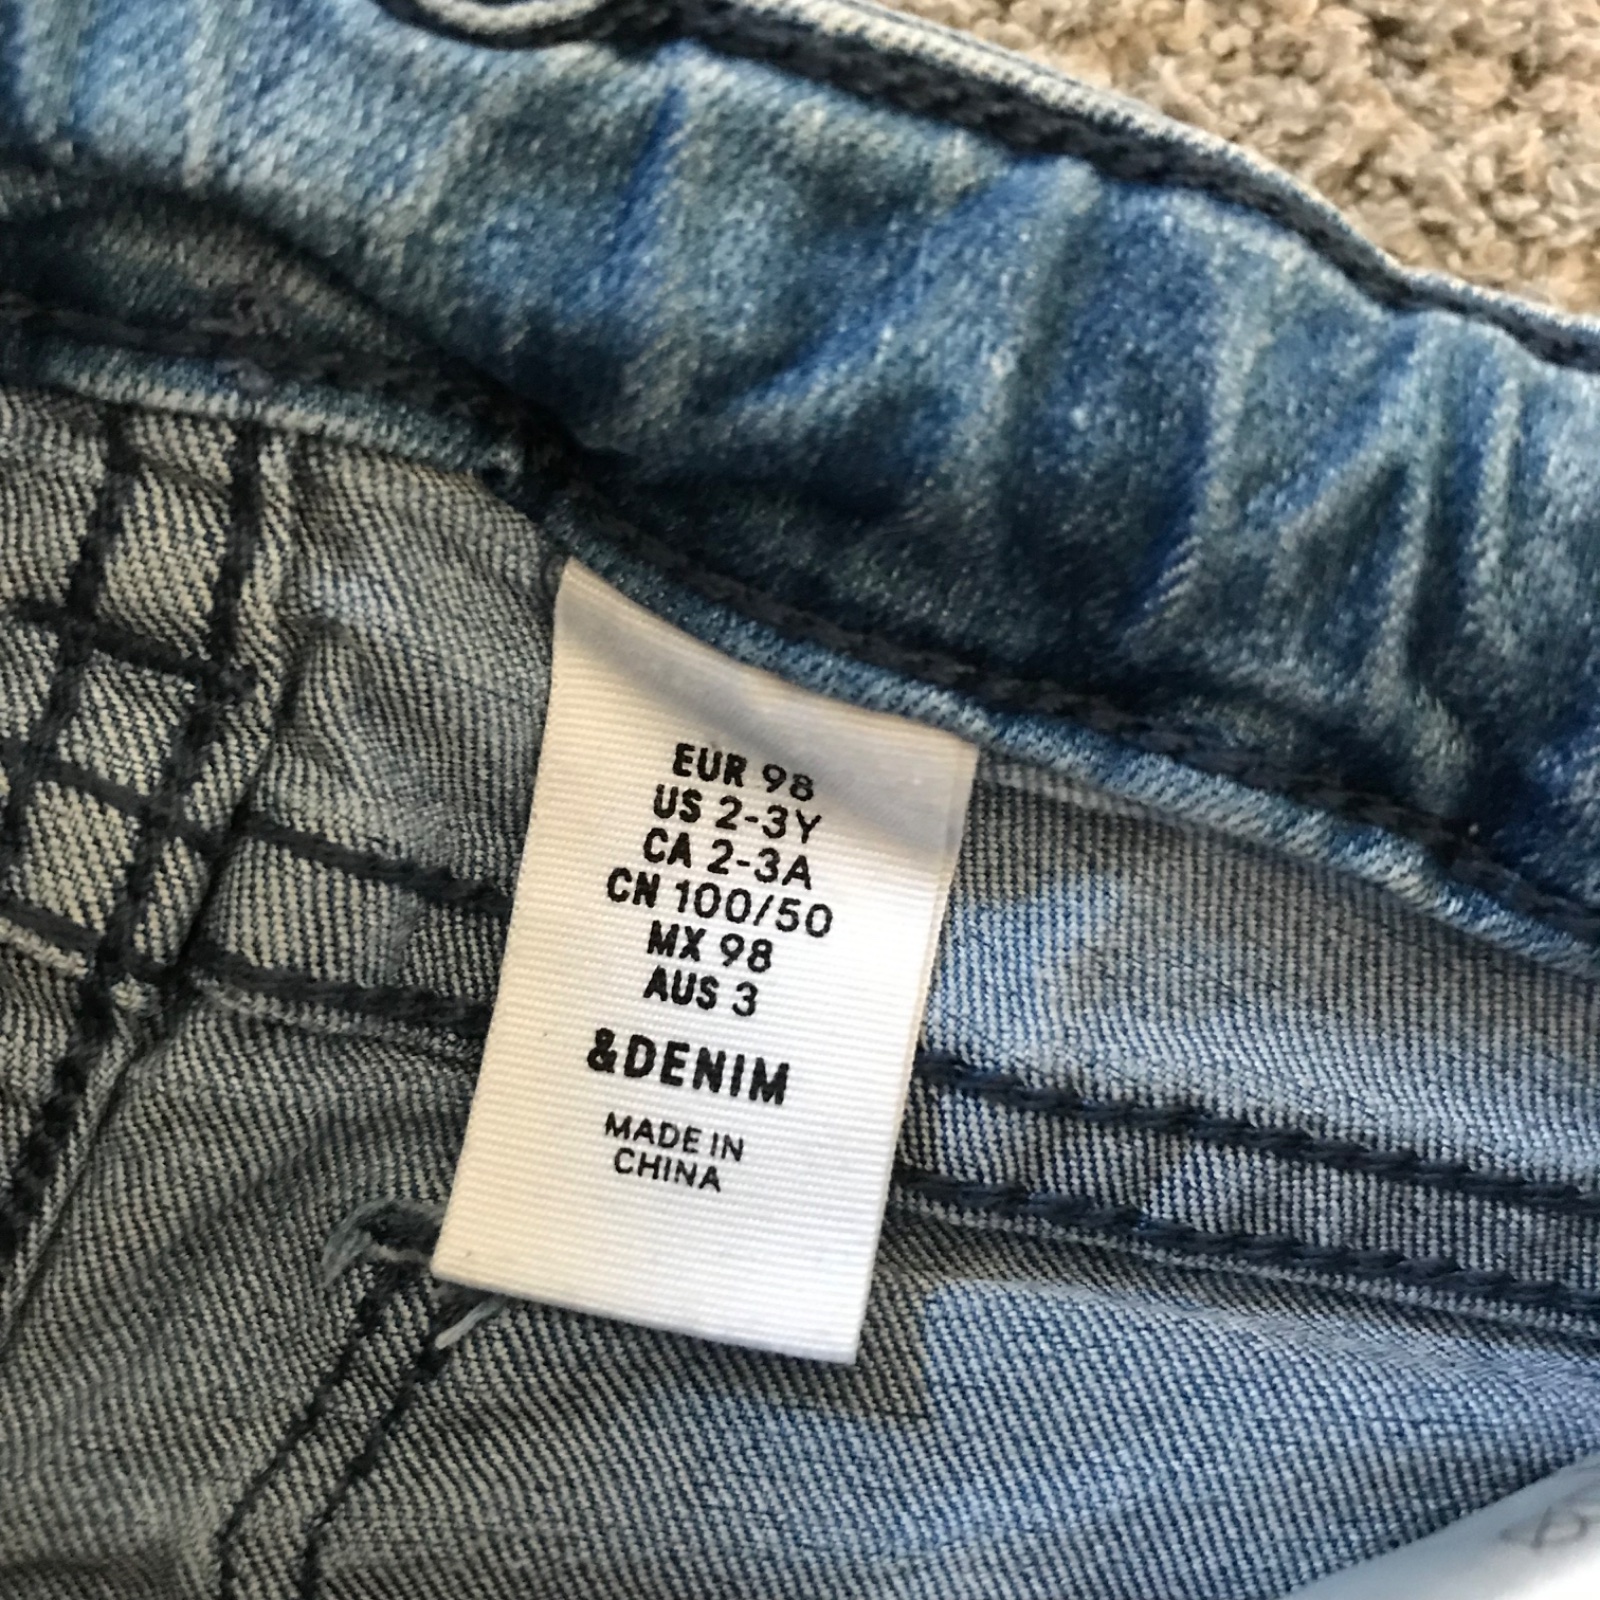 EUR 98
US 2-3Y
CA 2-3A
CN 100/50
MX 98
AUS 3
&DENIM
MADE IN
CHINA